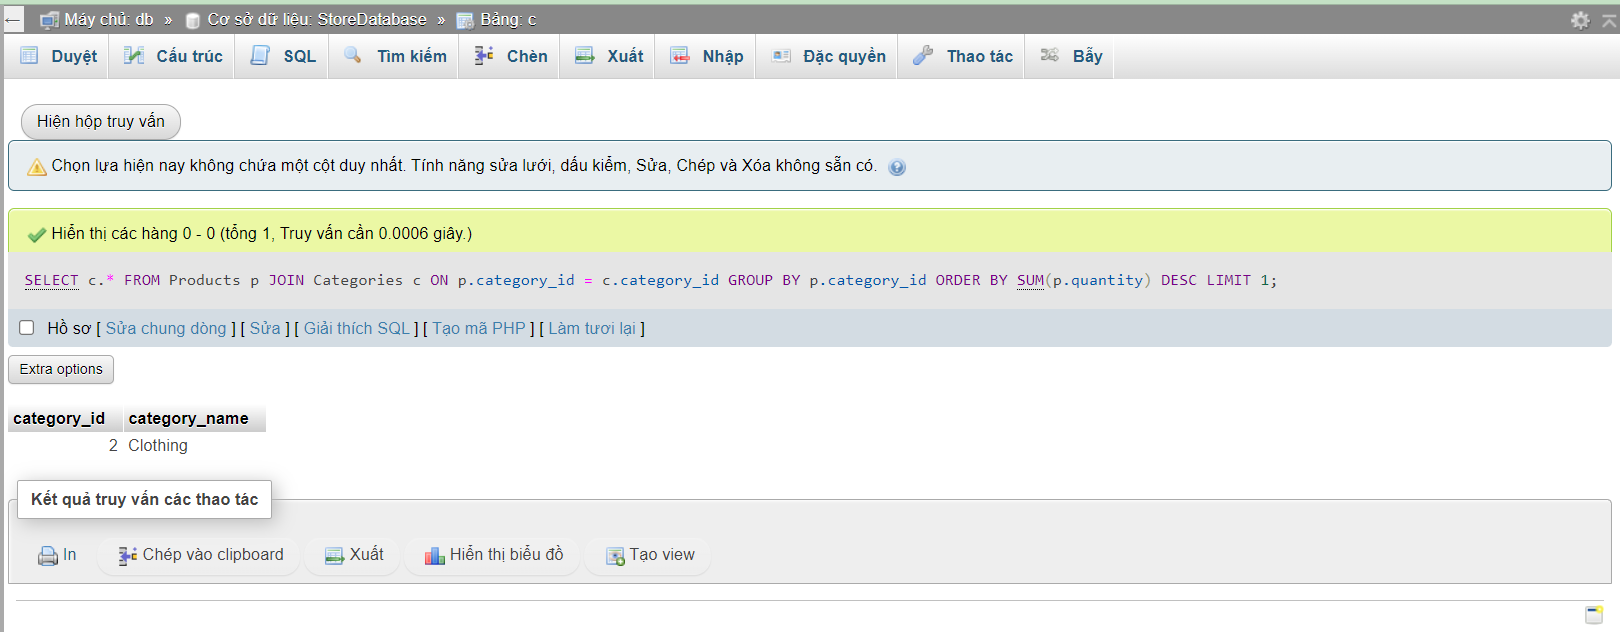 Máy chủ: db » Cơ sở dữ liệu: StoreDatabase » Bảng: c
Duyệt Cấu trúc SQL Tìm kiếm Chèn Xuất Nhập Đặc quyền Thao tác Bẫy
Hiện hộp truy vấn
Chọn lựa hiện nay không chứa một cột duy nhất. Tính năng sửa lưới, dấu kiểm, Sửa, Chép và Xóa không sẵn có.
Hiển thị các hàng 0 - 0 (tổng 1, Truy vấn cần 0.0006 giây.)
SELECT c.* FROM Products p JOIN Categories c ON p.category_id = c.category_id GROUP BY p.category_id ORDER BY SUM(p.quantity) DESC LIMIT 1;
Hồ sơ [ Sửa chung dòng ] [ Sửa ] [ Giải thích SQL ] [ Tạo mã PHP ] [ Làm tươi lại ]
Extra options
category_id category_name
2 Clothing
Kết quả truy vấn các thao tác
In Chép vào clipboard Xuất Hiển thị biểu đồ Tạo view